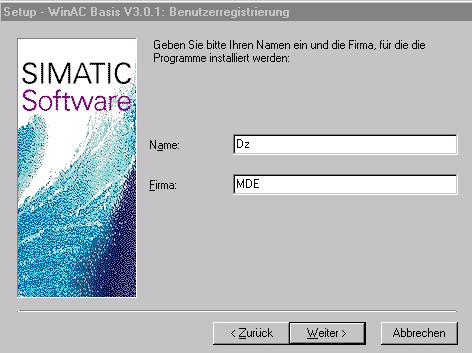 Setup - WinAC Basis V3.0.1: Benutzerregistrierung
Geben Sie bitte Ihren Namen ein und die Firma, für die die
Programme installiert werden:
SIMATIC
Software
Name: Dz
Firma: MDE
< Zurück Weiter > Abbrechen